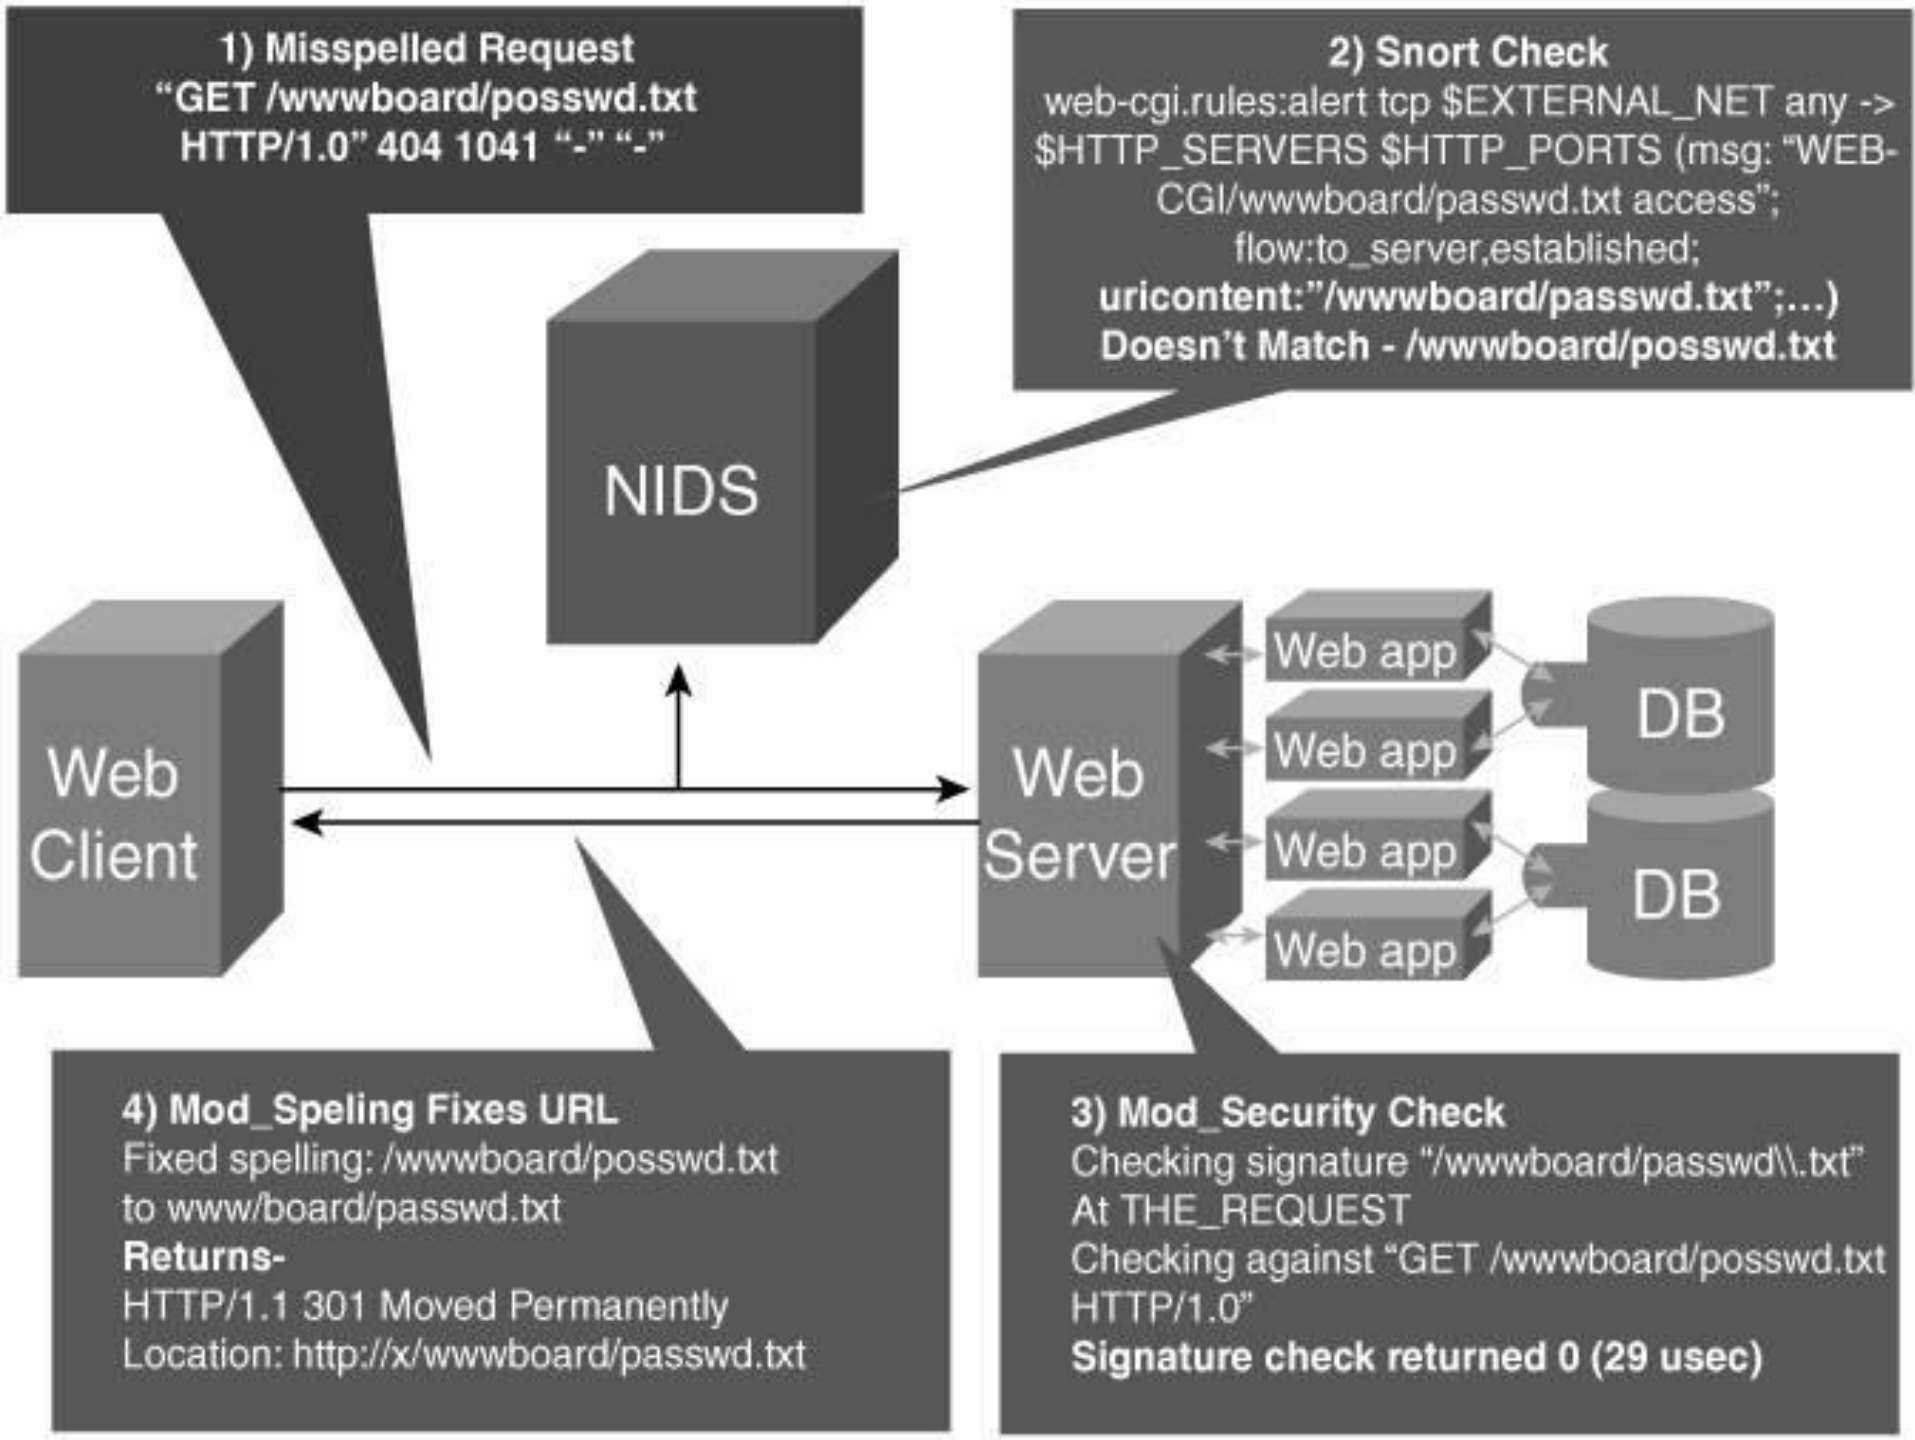 1) Misspelled Request
“GET /wwwboard/posswd.txt
HTTP/1.0” 404 1041 “-” “-”
2) Snort Check
web-cgi.rules:alert tcp $EXTERNAL_NET any ->
$HTTP_SERVERS $HTTP_PORTS (msg: “WEB-
CGI/wwwboard/passwd.txt access”;
flow:to_server,established;
uricontent:”/wwwboard/passwd.txt”;...)
Doesn’t Match - /wwwboard/posswd.txt
NIDS
Web
Client
Web
Server
Web app
Web app
Web app
Web app
DB
DB
4) Mod_Speling Fixes URL
Fixed spelling: /wwwboard/posswd.txt
to www/board/passwd.txt
Returns-
HTTP/1.1 301 Moved Permanently
Location: http://x/wwwboard/passwd.txt
3) Mod_Security Check
Checking signature “/wwwboard/passwd\\.txt”
At THE_REQUEST
Checking against “GET /wwwboard/posswd.txt
HTTP/1.0”
Signature check returned 0 (29 usec)